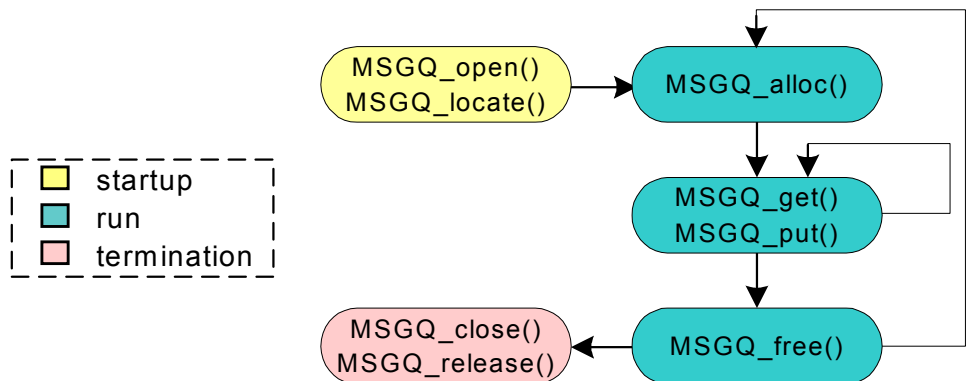 MSGQ_open()
MSGQ_locate()
MSGQ_alloc()
startup
run
termination
MSGQ_get()
MSGQ_put()
MSGQ_close()
MSGQ_release()
MSGQ_free()